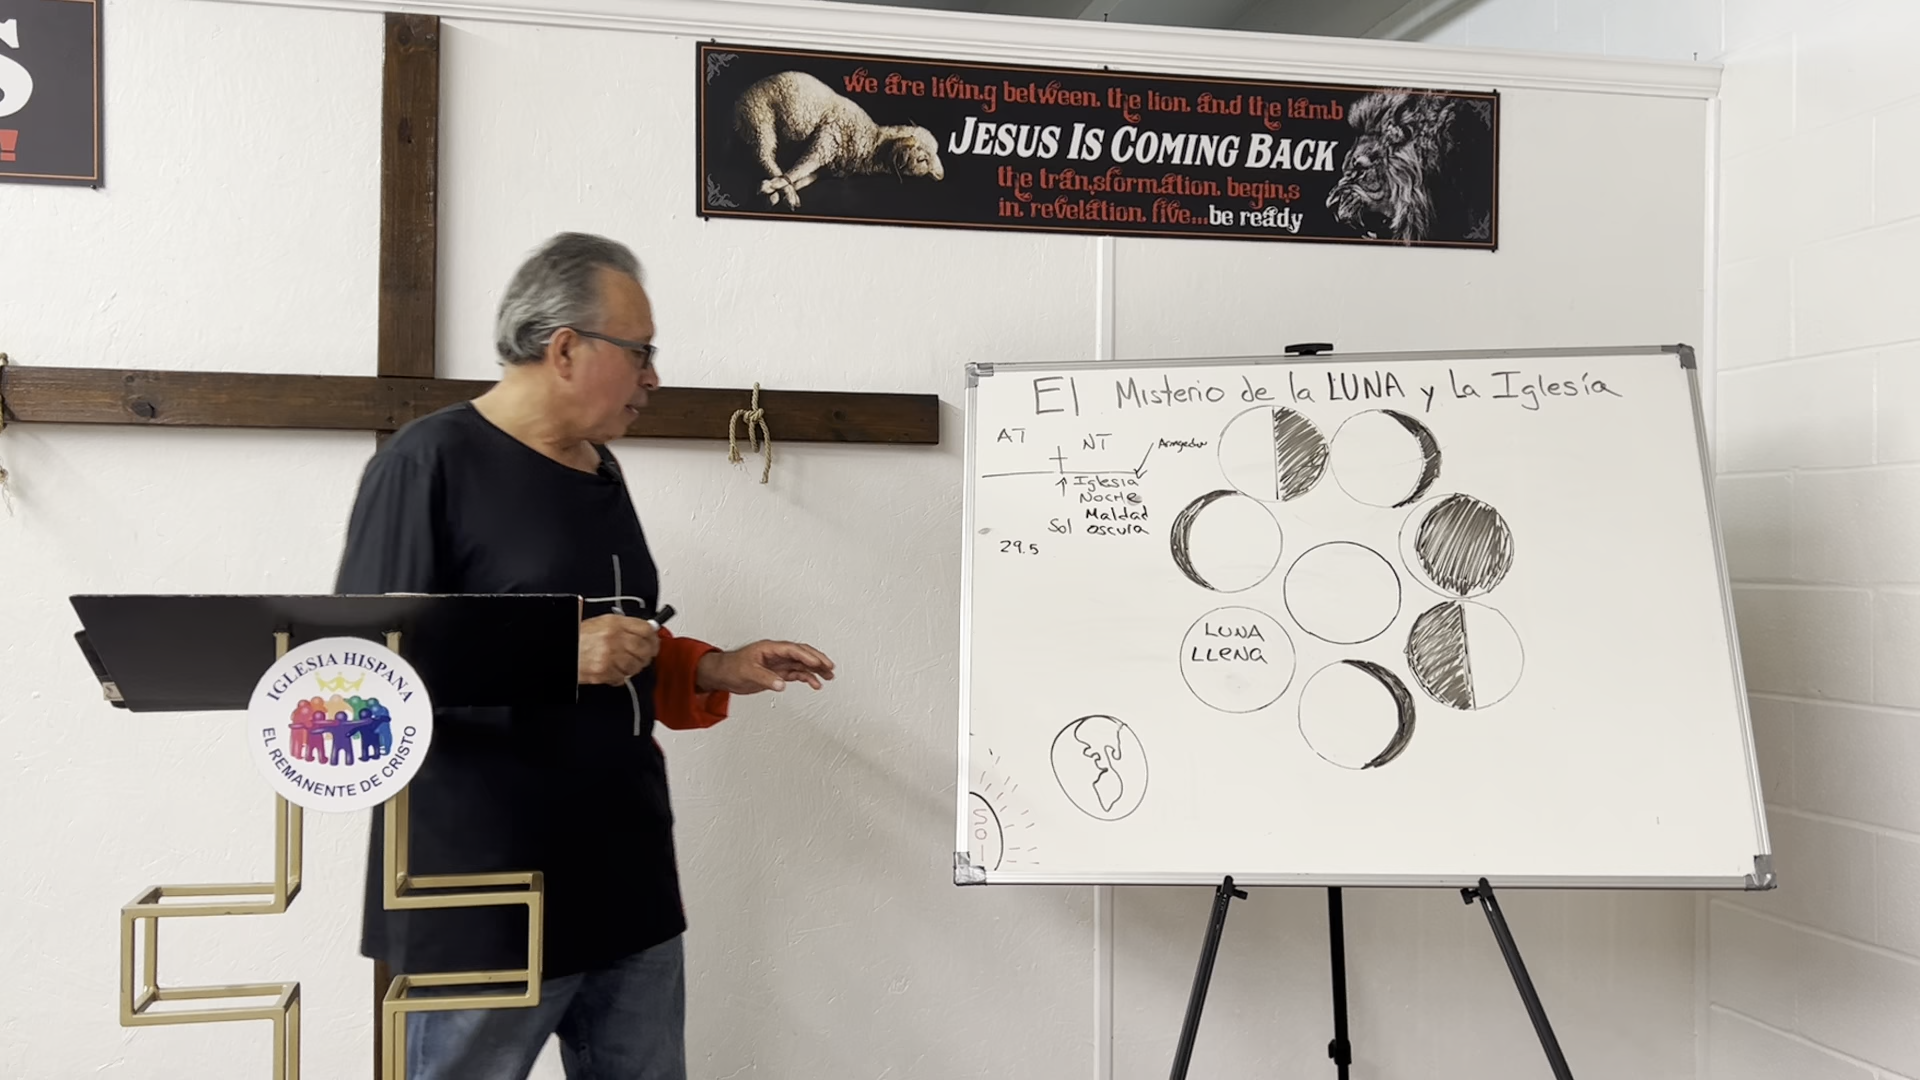 S
!
we are living between the lion and the lamb
JESUS IS COMING BACK
the transformation begins
in revelation five...be ready
El Misterio de la LUNA y La Iglesia
AT
NT
Armagedon
Iglesia
NOCHE
Maldad
Sol oscura
29.5
LUNA
LLENA
Sol
IGLESIA HISPANA
EL REMANENTE DE CRISTO